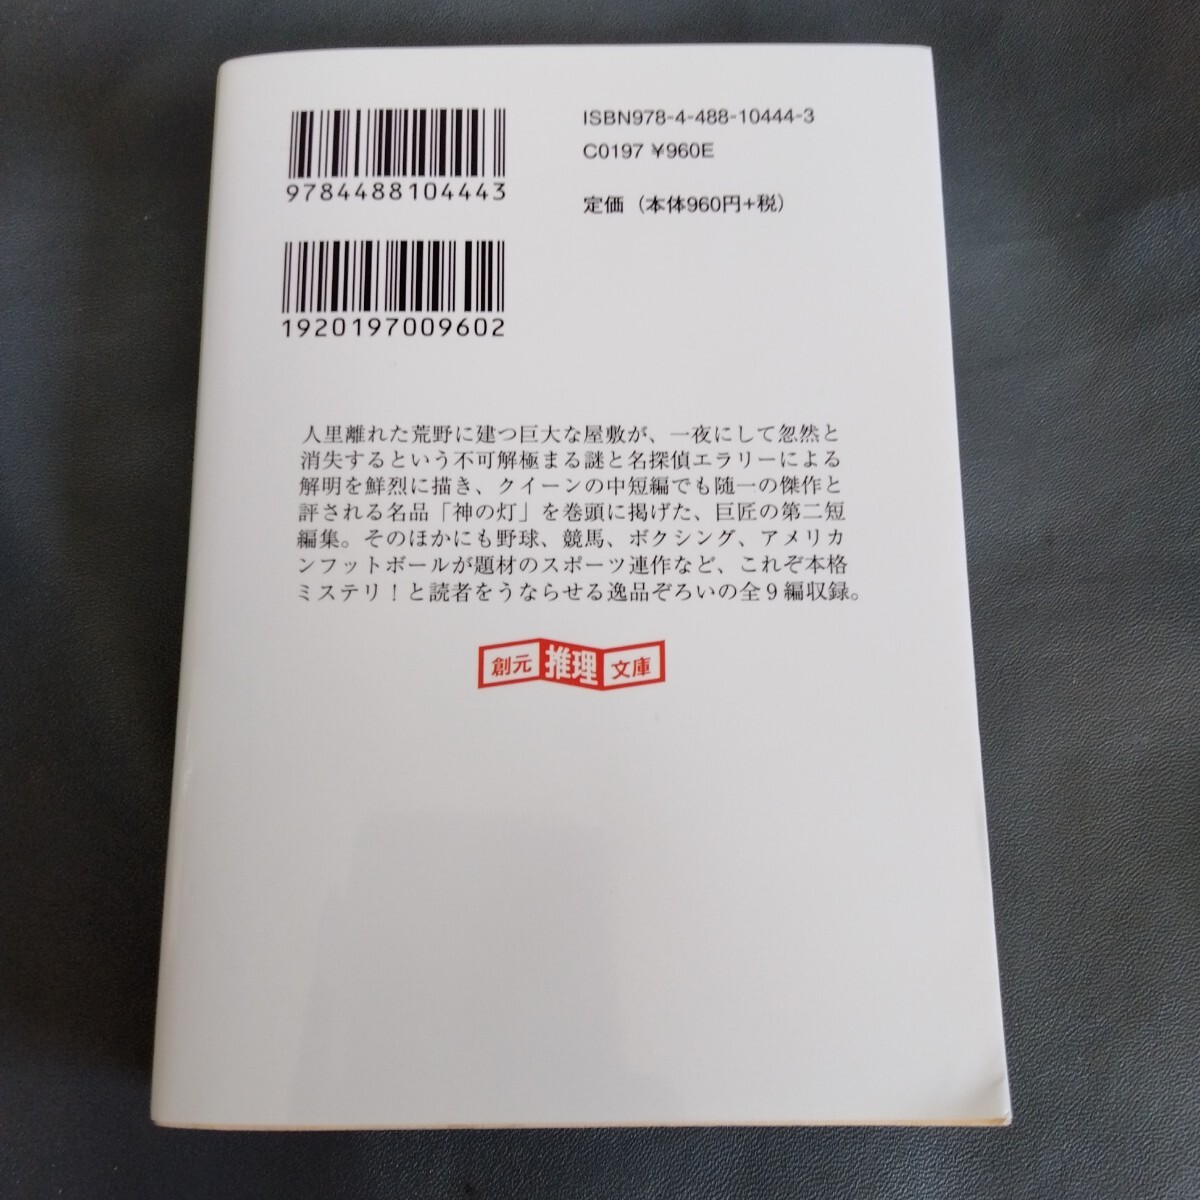 9784488104443
ISBN978-4-488-10444-3
C0197 ¥960E
定価（本体960円+税）
1920197009602
人里離れた荒野に建つ巨大な屋敷が、一夜にして忽然と
消失するという不可解極まる謎と名探偵エラリーによる
解明を鮮烈に描き、クイーンの中短編でも随一の傑作と
評される名品「神の灯」を巻頭に掲げた、巨匠の第二短
編集。そのほかにも野球、競馬、ボクシング、アメリカ
ンフットボールが題材のスポーツ連作など、これぞ本格
ミステリ！と読者をうならせる逸品ぞろいの全９編収録。
創元 推理 文庫